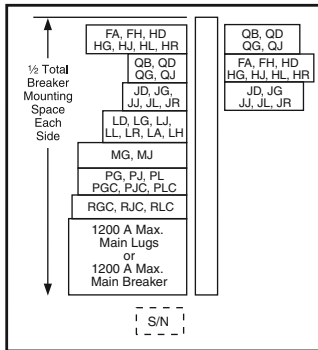 ½ Total
Breaker
Mounting
Space
Each
Side
FA, FH, HD
HG, HJ, HL, HR
QB, QD
QG, QJ
JD, JG,
JJ, JL, JR
LD, LG, LJ,
LL, LR, LA, LH
MG, MJ
PG, PJ, PL
PGC, PJC, PLC
RGC, RJC, RLC
1200 A Max.
Main Lugs
or
1200 A Max.
Main Breaker
QB, QD
QG, QJ
FA, FH, HD
HG, HJ, HL, HR
JD, JG
JJ, JL, JR
S/N